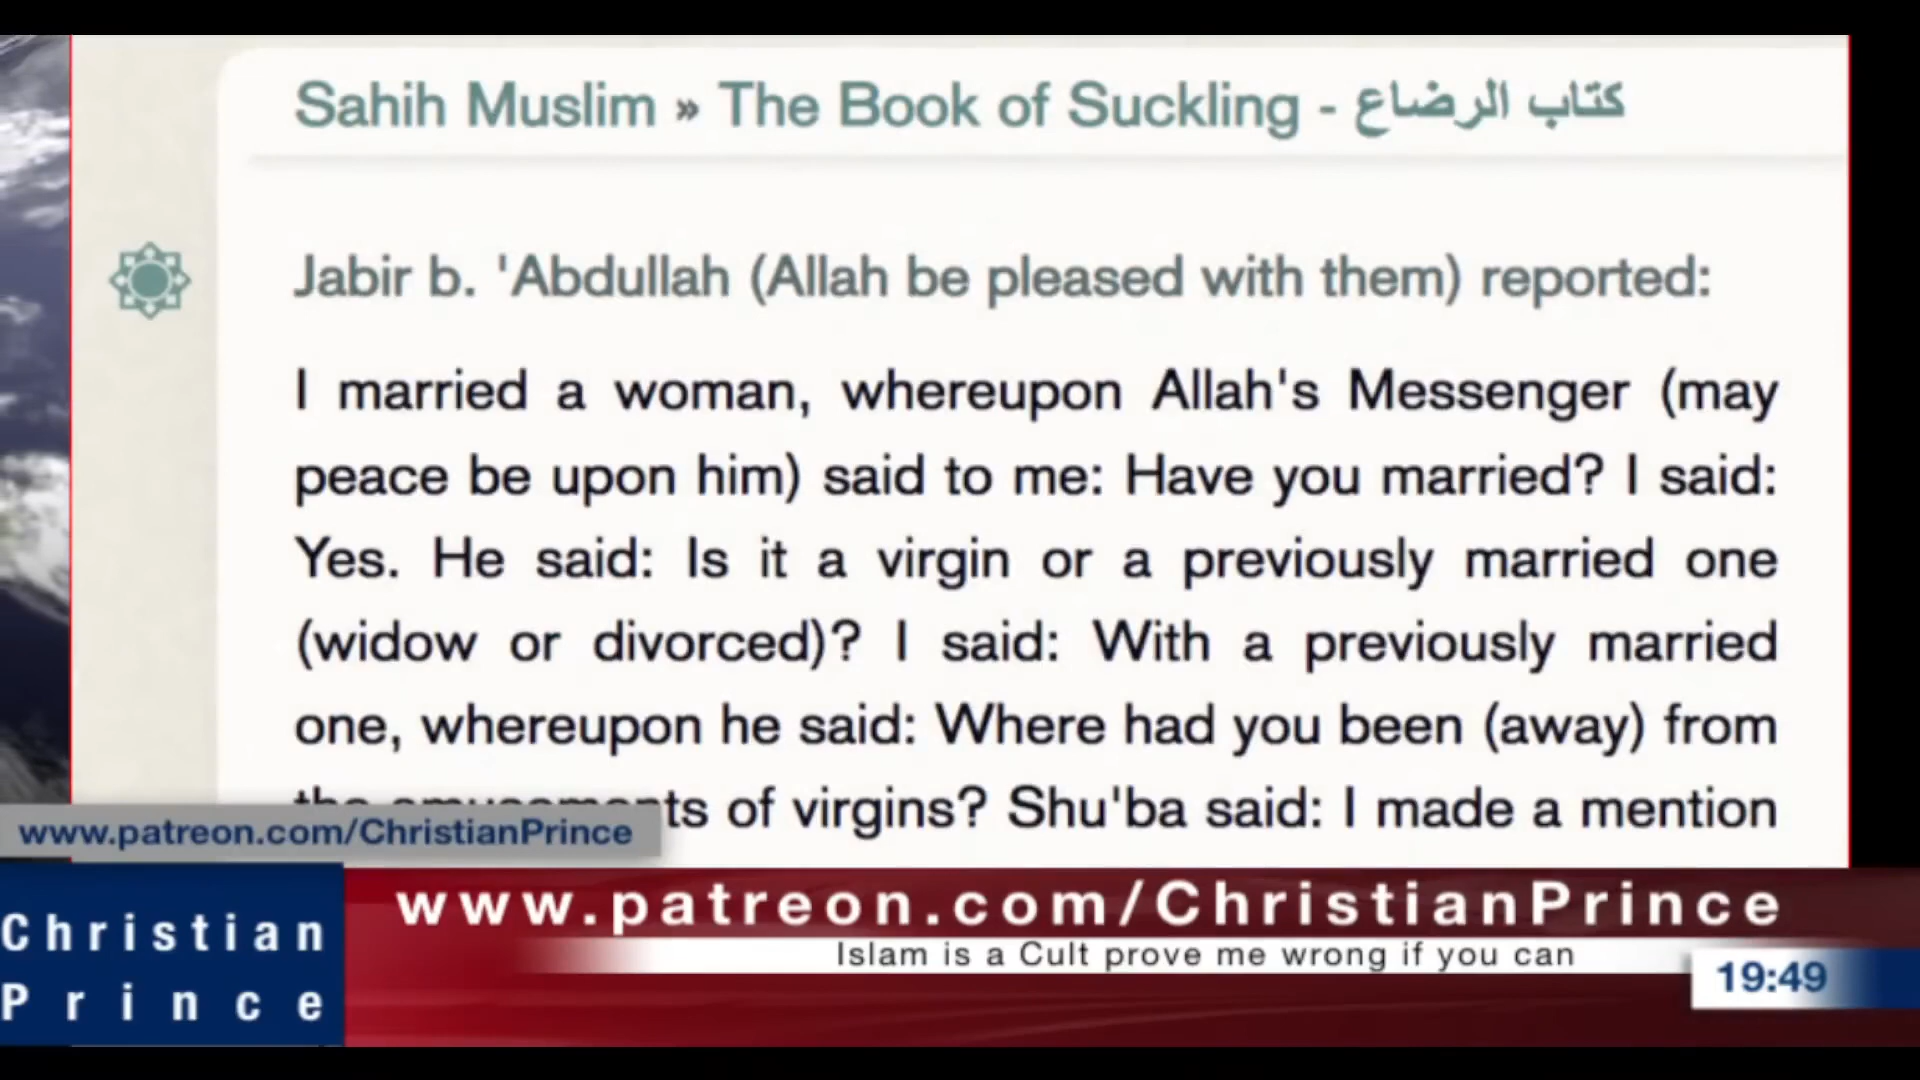 Sahih Muslim » The Book of Suckling - كتاب الرضاع
Jabir b. 'Abdullah (Allah be pleased with them) reported:
I married a woman, whereupon Allah's Messenger (may
peace be upon him) said to me: Have you married? I said:
Yes. He said: Is it a virgin or a previously married one
(widow or divorced)? I said: With a previously married
one, whereupon he said: Where had you been (away) from
the amusements of virgins? Shu'ba said: I made a mention
www.patreon.com/ChristianPrince
www.patreon.com/ChristianPrince
Islam is a Cult prove me wrong if you can
Christian
Prince
19:49